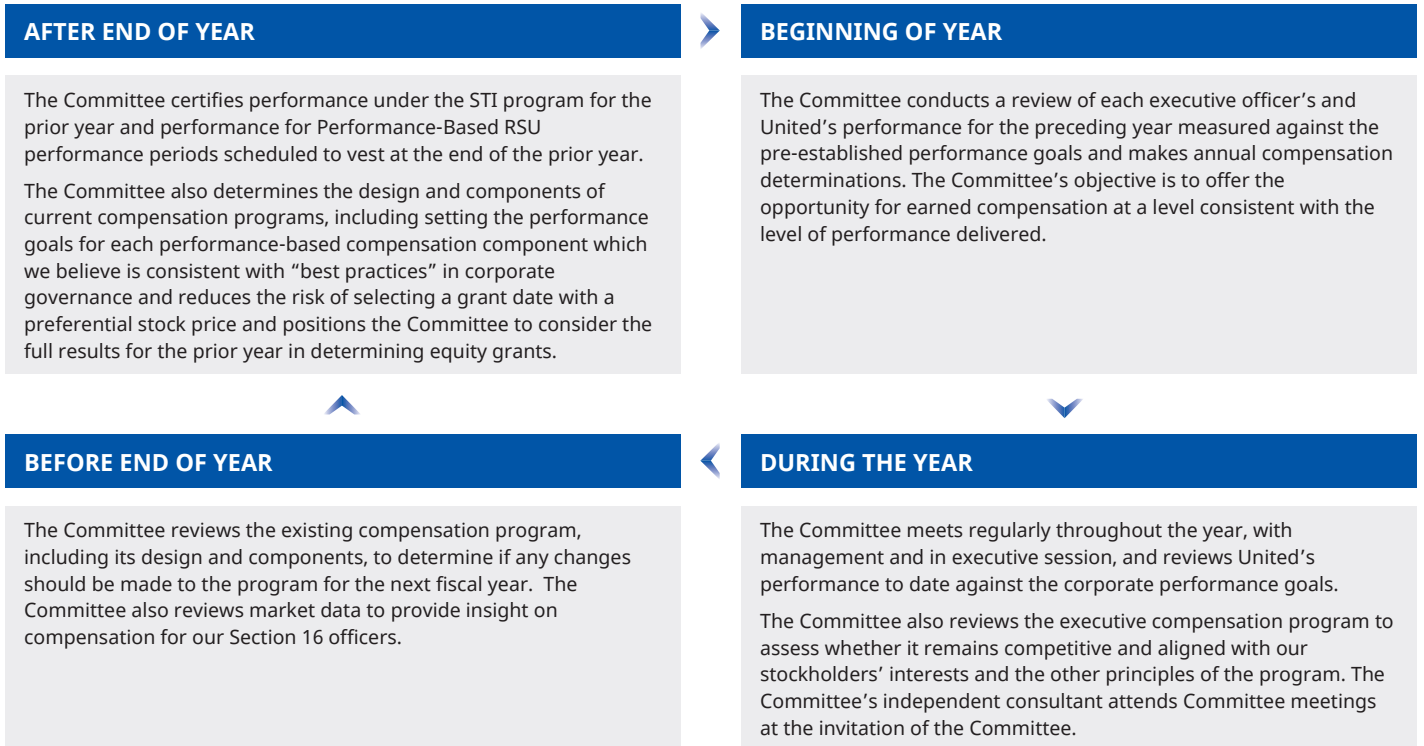 AFTER END OF YEAR
The Committee certifies performance under the STI program for the
prior year and performance for Performance-Based RSU
performance periods scheduled to vest at the end of the prior year.
The Committee also determines the design and components of
current compensation programs, including setting the performance
goals for each performance-based compensation component which
we believe is consistent with “best practices” in corporate
governance and reduces the risk of selecting a grant date with a
preferential stock price and positions the Committee to consider the
full results for the prior year in determining equity grants.
BEGINNING OF YEAR
The Committee conducts a review of each executive officer’s and
United’s performance for the preceding year measured against the
pre-established performance goals and makes annual compensation
determinations. The Committee’s objective is to offer the
opportunity for earned compensation at a level consistent with the
level of performance delivered.
BEFORE END OF YEAR
The Committee reviews the existing compensation program,
including its design and components, to determine if any changes
should be made to the program for the next fiscal year. The
Committee also reviews market data to provide insight on
compensation for our Section 16 officers.
DURING THE YEAR
The Committee meets regularly throughout the year, with
management and in executive session, and reviews United’s
performance to date against the corporate performance goals.
The Committee also reviews the executive compensation program to
assess whether it remains competitive and aligned with our
stockholders’ interests and the other principles of the program. The
Committee’s independent consultant attends Committee meetings
at the invitation of the Committee.